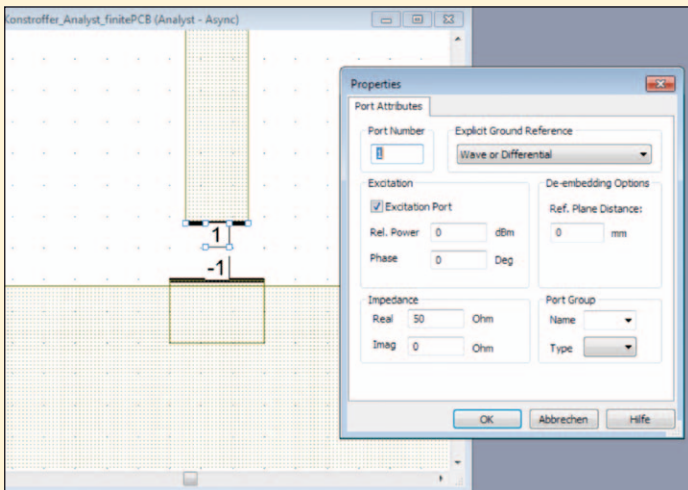 Konstroffer_Analyst_finitePCB (Analyst - Async)
1
-1
Properties
Port Attributes
Port Number
1
Explicit Ground Reference
Wave or Differential
Excitation
Excitation Port
Rel. Power 0 dBm
Phase 0 Deg
De-embedding Options
Ref. Plane Distance:
0 mm
Impedance
Real 50 Ohm
Imag 0 Ohm
Port Group
Name
Type
OK Abbrechen Hilfe